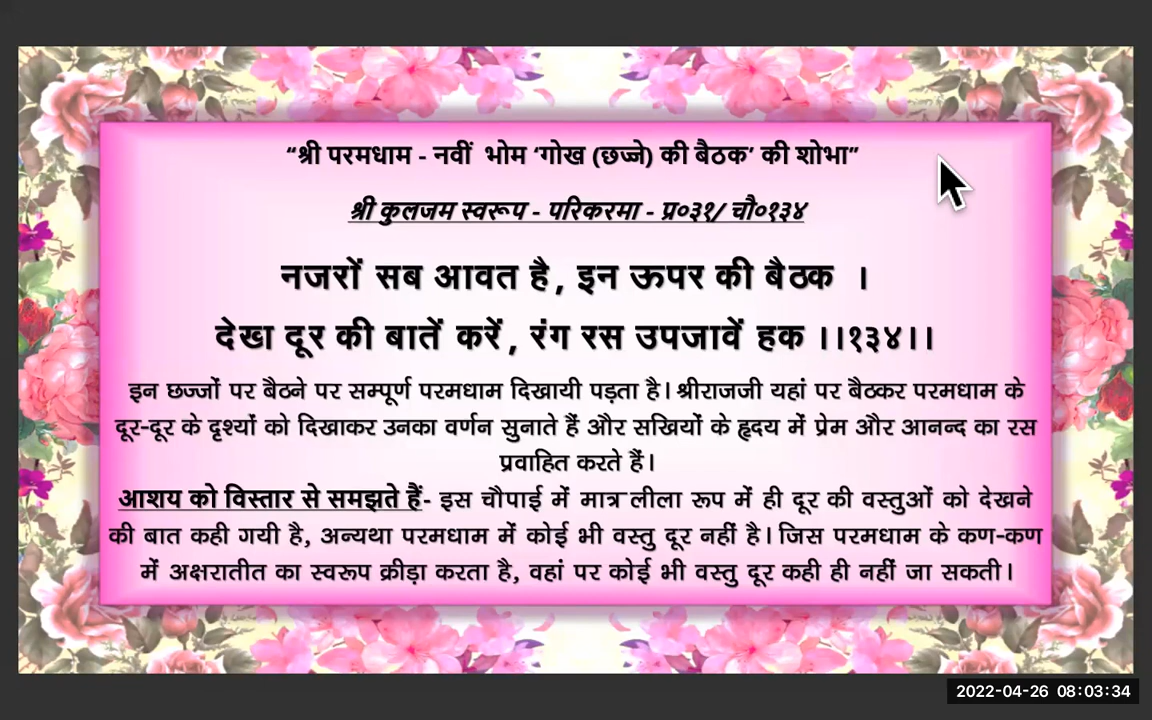 “श्री परमधाम - नवीं भोम ‘गोख (छज्जे) की बैठक’ की शोभा”
श्री कुलजम स्वरूप - परिकरमा - प्र०३१/ चौ०१३४
नजरों सब आवत है, इन ऊपर की बैठक ।
देखा दूर की बातें करें, रंग रस उपजावें हक ।।१३४।।
इन छज्जों पर बैठने पर सम्पूर्ण परमधाम दिखायी पड़ता है। श्रीराजजी यहां पर बैठकर परमधाम के
दूर-दूर के दृश्यों को दिखाकर उनका वर्णन सुनाते हैं और सखियों के हृदय में प्रेम और आनन्द का रस
प्रवाहित करते हैं।
आशय को विस्तार से समझते हैं- इस चौपाई में मात्र लीला रूप में ही दूर की वस्तुओं को देखने
की बात कही गयी है, अन्यथा परमधाम में कोई भी वस्तु दूर नहीं है। जिस परमधाम के कण-कण
में अक्षरातीत का स्वरूप क्रीड़ा करता है, वहां पर कोई भी वस्तु दूर कही ही नहीं जा सकती।
2022-04-26 08:03:34